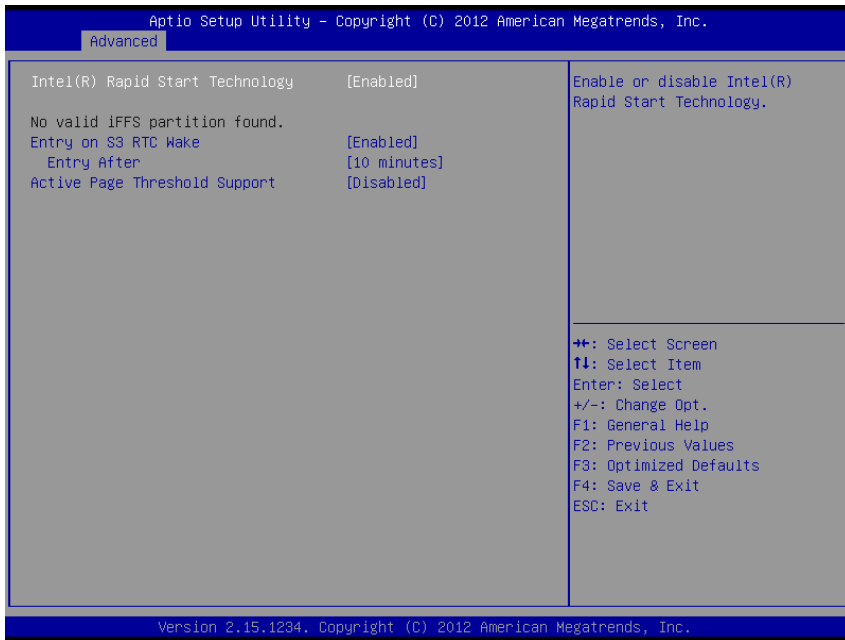 Aptio Setup Utility – Copyright (C) 2012 American Megatrends, Inc.
Advanced
Intel(R) Rapid Start Technology [Enabled]
No valid iFFS partition found.
Entry on S3 RTC Wake [Enabled]
Entry After [10 minutes]
Active Page Threshold Support [Disabled]
Enable or disable Intel(R)
Rapid Start Technology.
→←: Select Screen
↑↓: Select Item
Enter: Select
+/-: Change Opt.
F1: General Help
F2: Previous Values
F3: Optimized Defaults
F4: Save & Exit
ESC: Exit
Version 2.15.1234. Copyright (C) 2012 American Megatrends, Inc.